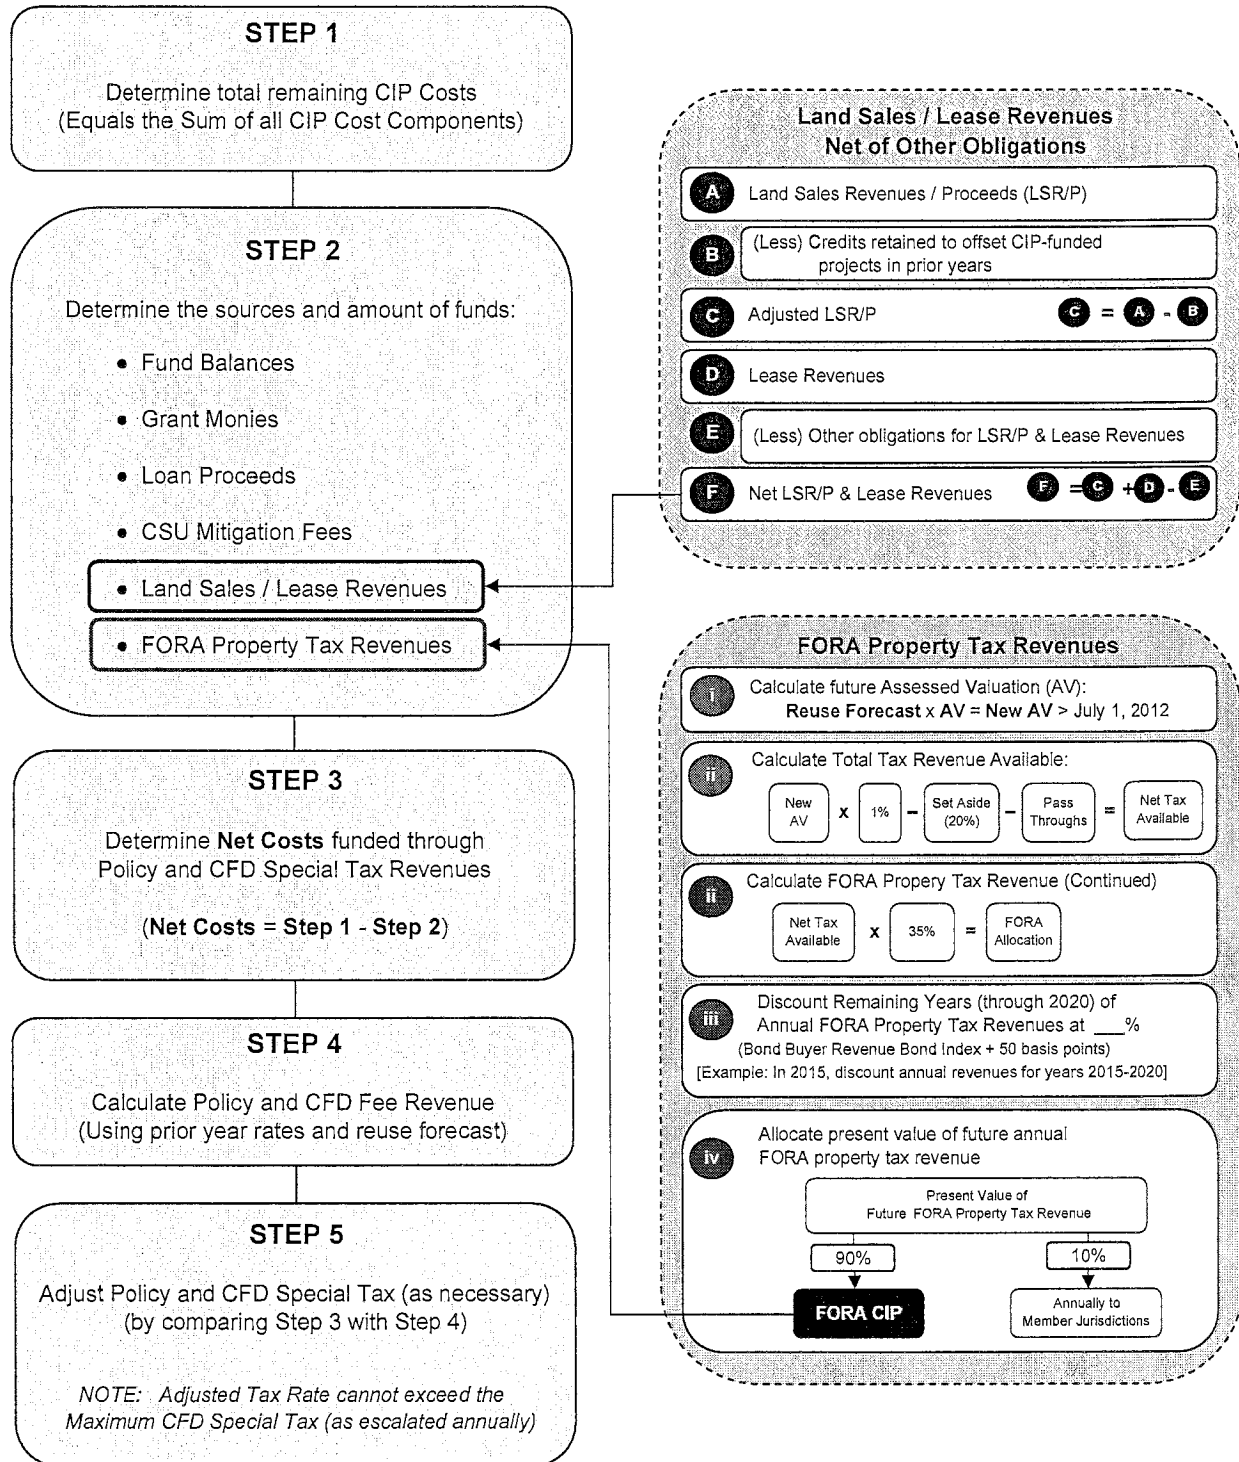 STEP 1
Determine total remaining CIP Costs
(Equals the Sum of all CIP Cost Components)
STEP 2
Determine the sources and amount of funds:
• Fund Balances
• Grant Monies
• Loan Proceeds
• CSU Mitigation Fees
• Land Sales / Lease Revenues
• FORA Property Tax Revenues
STEP 3
Determine Net Costs funded through
Policy and CFD Special Tax Revenues
(Net Costs = Step 1 - Step 2)
STEP 4
Calculate Policy and CFD Fee Revenue
(Using prior year rates and reuse forecast)
STEP 5
Adjust Policy and CFD Special Tax (as necessary)
(by comparing Step 3 with Step 4)
NOTE: Adjusted Tax Rate cannot exceed the
Maximum CFD Special Tax (as escalated annually)
Land Sales / Lease Revenues
Net of Other Obligations
A Land Sales Revenues / Proceeds (LSR/P)
B (Less) Credits retained to offset CIP-funded
projects in prior years
C Adjusted LSR/P C = A - B
D Lease Revenues
E (Less) Other obligations for LSR/P & Lease Revenues
F Net LSR/P & Lease Revenues F = C + D - E
FORA Property Tax Revenues
i Calculate future Assessed Valuation (AV):
Reuse Forecast x AV = New AV > July 1, 2012
ii Calculate Total Tax Revenue Available:
New AV x 1% – Set Aside (20%) – Pass Throughs = Net Tax Available
ii Calculate FORA Propery Tax Revenue (Continued)
Net Tax Available x 35% = FORA Allocation
iii Discount Remaining Years (through 2020) of
Annual FORA Property Tax Revenues at ___%
(Bond Buyer Revenue Bond Index + 50 basis points)
[Example: In 2015, discount annual revenues for years 2015-2020]
iv Allocate present value of future annual
FORA property tax revenue
Present Value of
Future FORA Property Tax Revenue
90% 10%
FORA CIP
Annually to
Member Jurisdictions